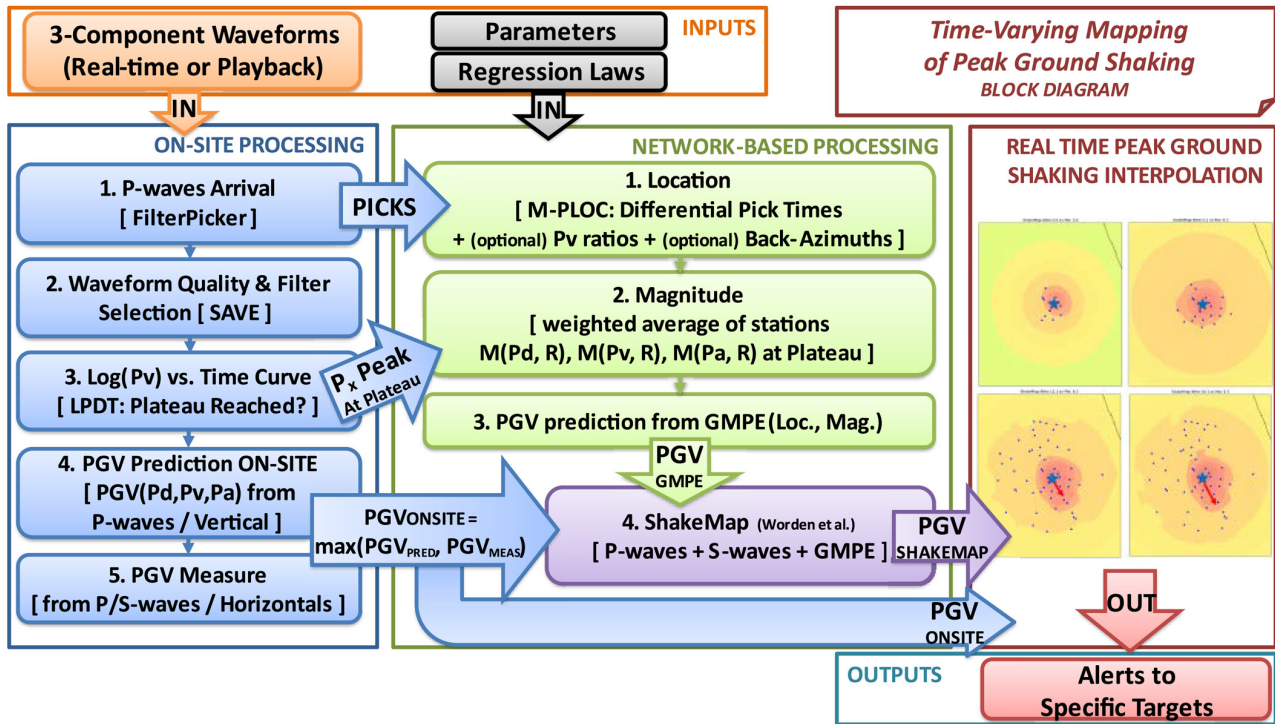 3-Component Waveforms
(Real-time or Playback)
Parameters
Regression Laws
INPUTS
Time-Varying Mapping
of Peak Ground Shaking
BLOCK DIAGRAM
IN
IN
ON-SITE PROCESSING
1. P-waves Arrival
[ FilterPicker ]
2. Waveform Quality & Filter
Selection [ SAVE ]
3. Log(Pv) vs. Time Curve
[ LPDT: Plateau Reached? ]
4. PGV Prediction ON-SITE
[ PGV(Pd,Pv,Pa) from
P-waves / Vertical ]
5. PGV Measure
[ from P/S-waves / Horizontals ]
PICKS
Px Peak
At Plateau
PGVONSITE =
max(PGVPRED, PGVMEAS)
NETWORK-BASED PROCESSING
1. Location
[ M-PLOC: Differential Pick Times
+ (optional) Pv ratios + (optional) Back-Azimuths ]
2. Magnitude
[ weighted average of stations
M(Pd, R), M(Pv, R), M(Pa, R) at Plateau ]
3. PGV prediction from GMPE (Loc., Mag.)
PGV
GMPE
4. ShakeMap (Worden et al.)
[ P-waves + S-waves + GMPE ]
PGV
SHAKEMAP
PGV
ONSITE
REAL TIME PEAK GROUND
SHAKING INTERPOLATION
OUT
OUTPUTS
Alerts to
Specific Targets